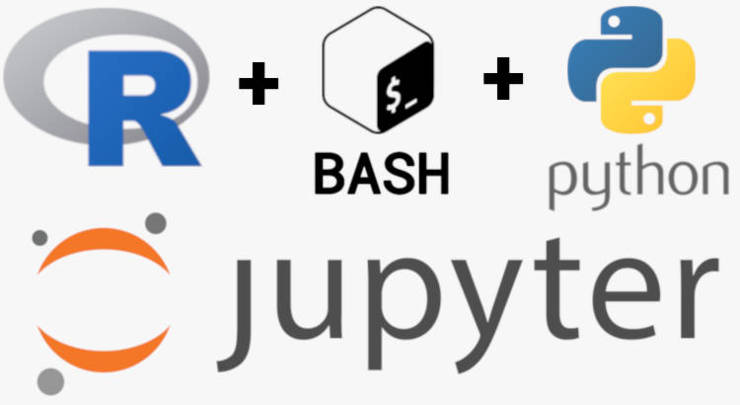 R + $_ + python
BASH
jupyter